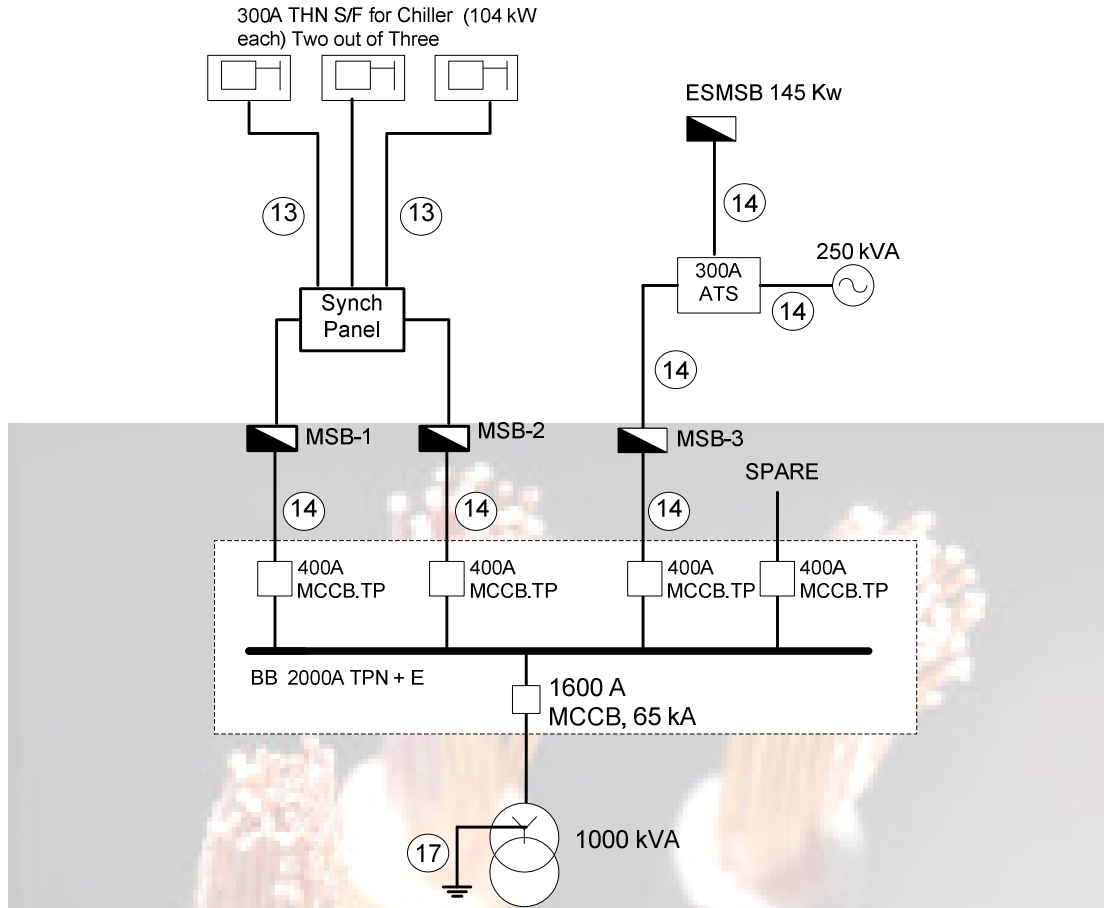 300A THN S/F for Chiller (104 kW
each) Two out of Three
ESMSB 145 Kw
14
13
13
250 kVA
300A
ATS
14
Synch
Panel
14
MSB-1
MSB-2
MSB-3
SPARE
14
14
14
400A
MCCB.TP
400A
MCCB.TP
400A
MCCB.TP
400A
MCCB.TP
BB 2000A TPN + E
1600 A
MCCB, 65 kA
17
1000 kVA